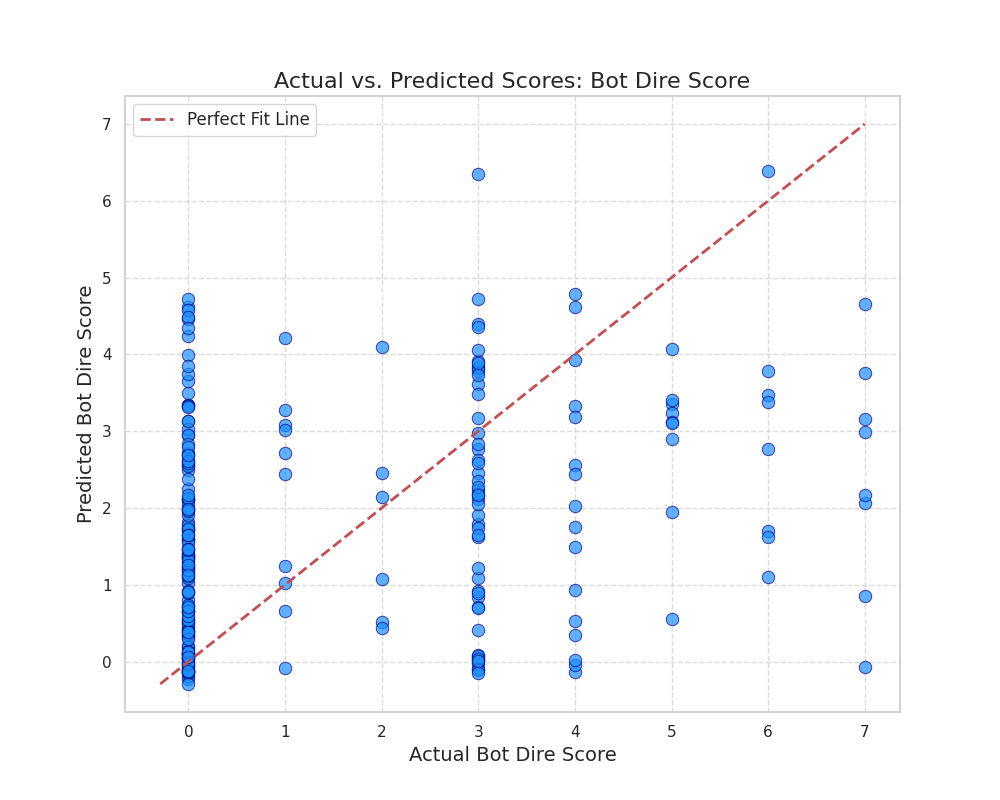 Actual vs. Predicted Scores: Bot Dire Score
Perfect Fit Line
7
6
5
4
3
2
1
0
Predicted Bot Dire Score
0 1 2 3 4 5 6 7
Actual Bot Dire Score